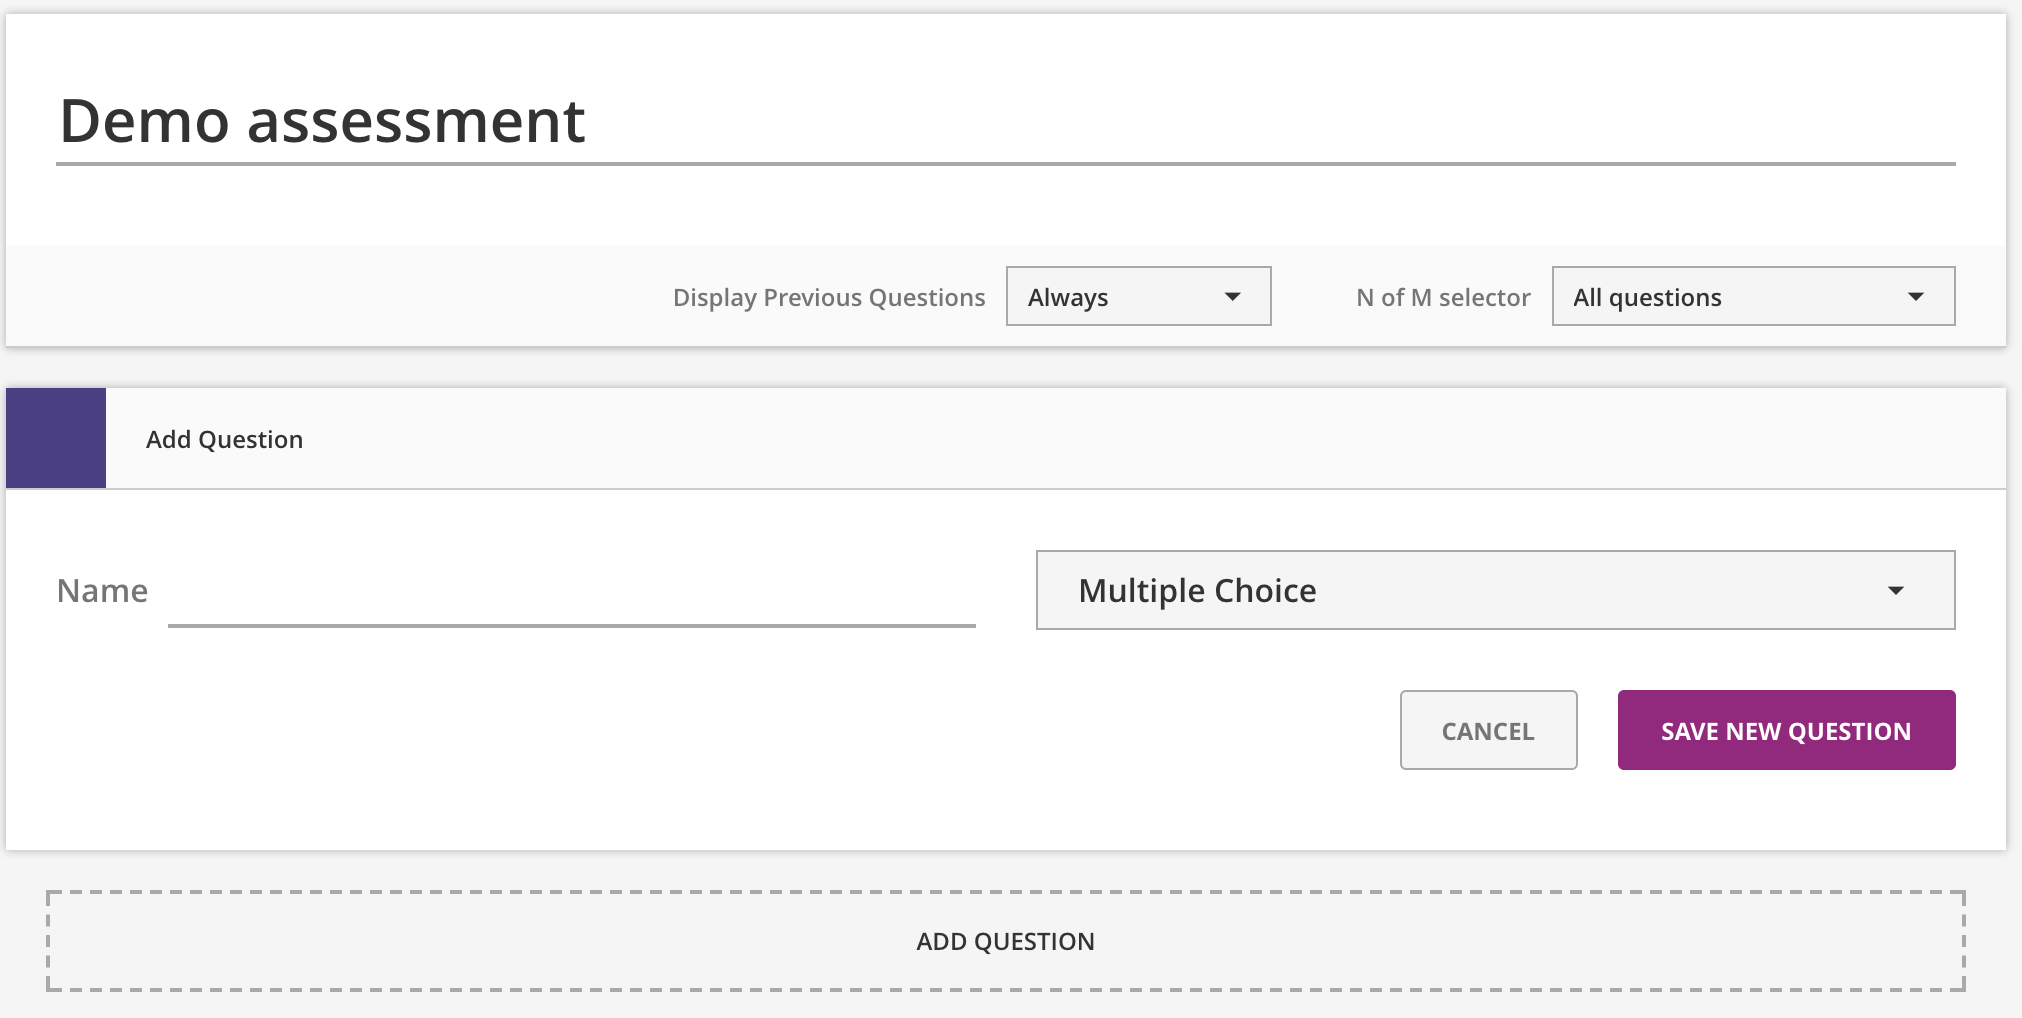 Demo assessment
Display Previous Questions Always N of M selector All questions
Add Question
Name Multiple Choice
CANCEL SAVE NEW QUESTION
ADD QUESTION